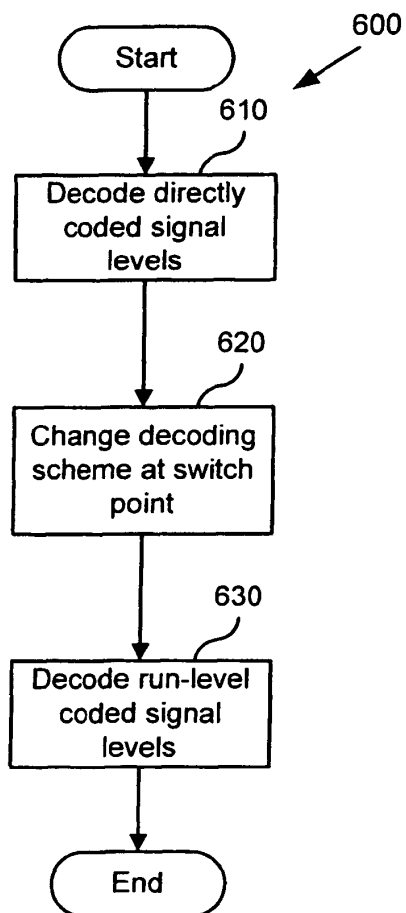 600
Start
610
Decode directly
coded signal
levels
620
Change decoding
scheme at switch
point
630
Decode run-level
coded signal
levels
End